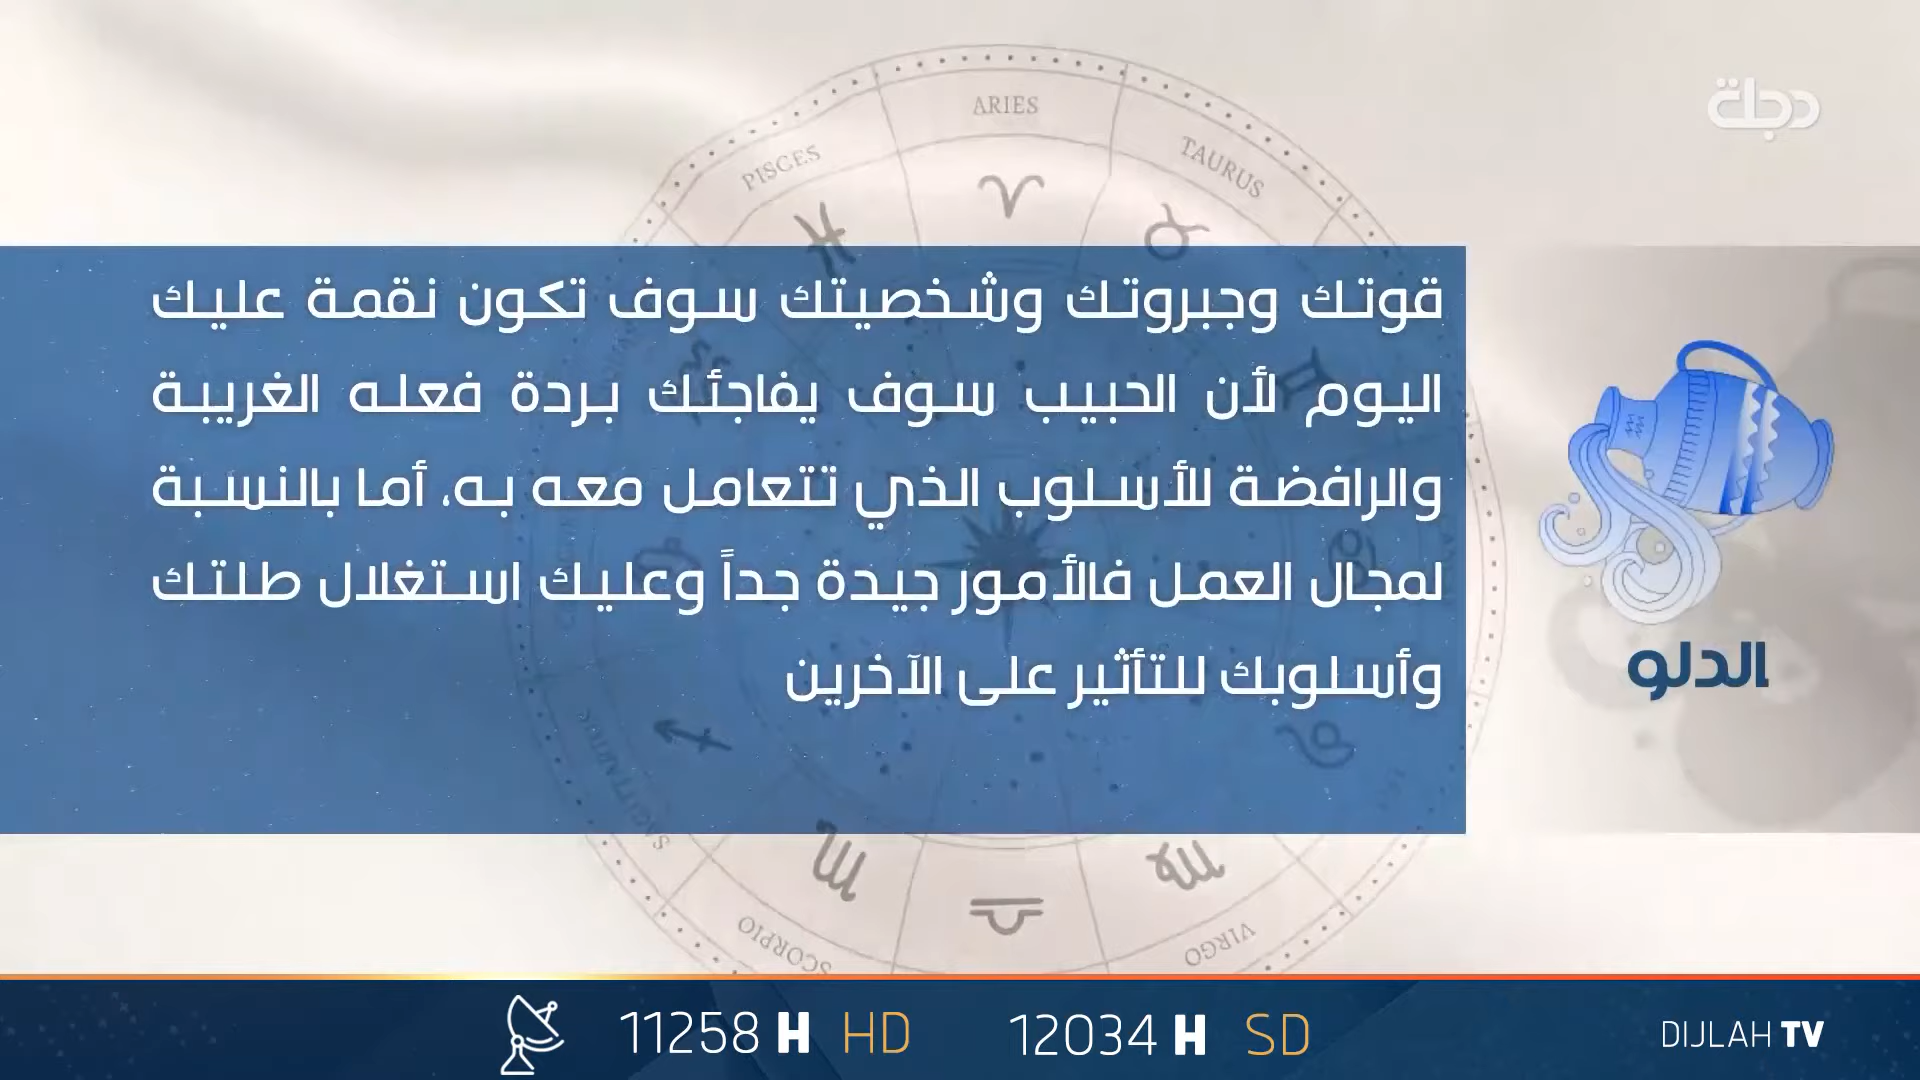 دجلة
ARIES
PISCES
TAURUS
قوتك وجبروتك وشخصيتك سوف تكون نقمة عليك
اليوم لأن الحبيب سوف يفاجئك بردة فعله الغريبة
والرافضة للأسلوب الذي تتعامل معه به، أما بالنسبة
لمجال العمل فالأمور جيدة جداً وعليك استغلال طلتك
وأسلوبك للتأثير على الآخرين
الدلو
SAGITTARIUS
SCORPIO
VIRGO
11258 H HD
12034 H SD
DIJLAH TV